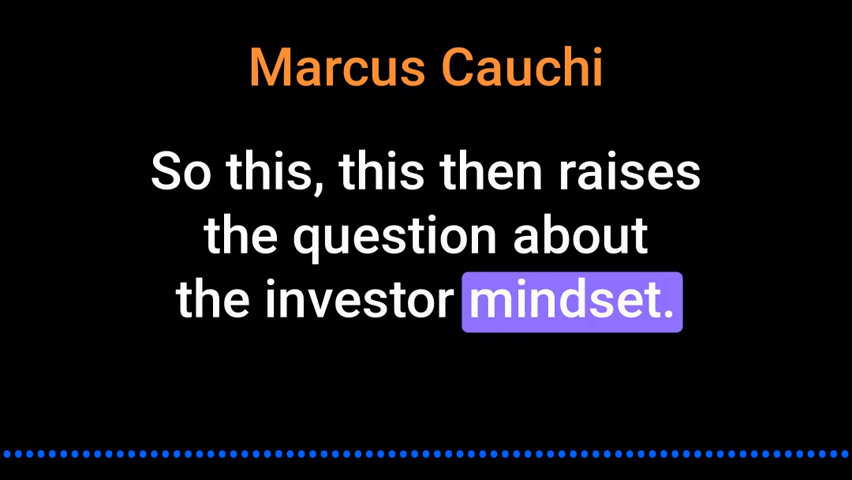 Marcus Cauchi
So this, this then raises
the question about
the investor mindset.